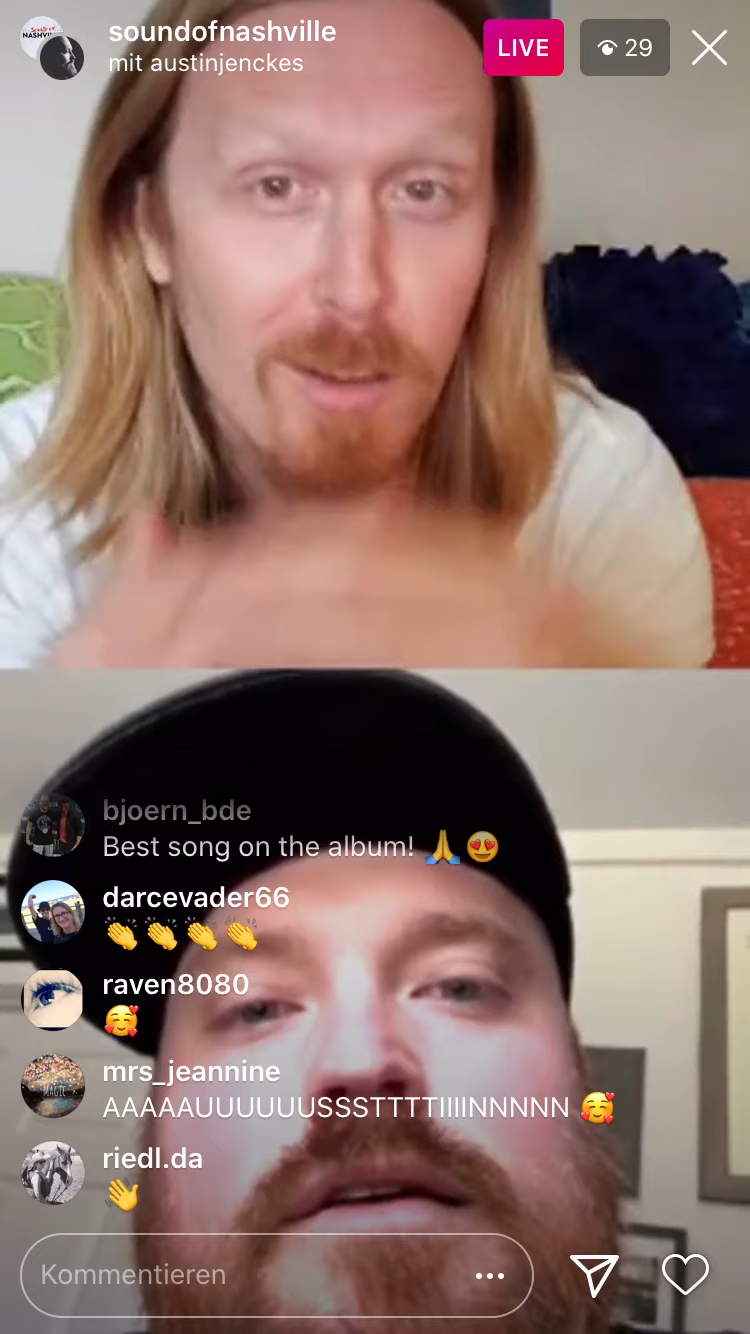 soundofnashville
mit austinjenckes
LIVE
29
bjoern_bde
Best song on the album! 🙏😍
darcevader66
👏👏👏👏
raven8080
🥰
mrs_jeannine
AAAAAUUUUUUSSSTTTTIIIINNNNN 🥰
riedl.da
👋
Kommentieren